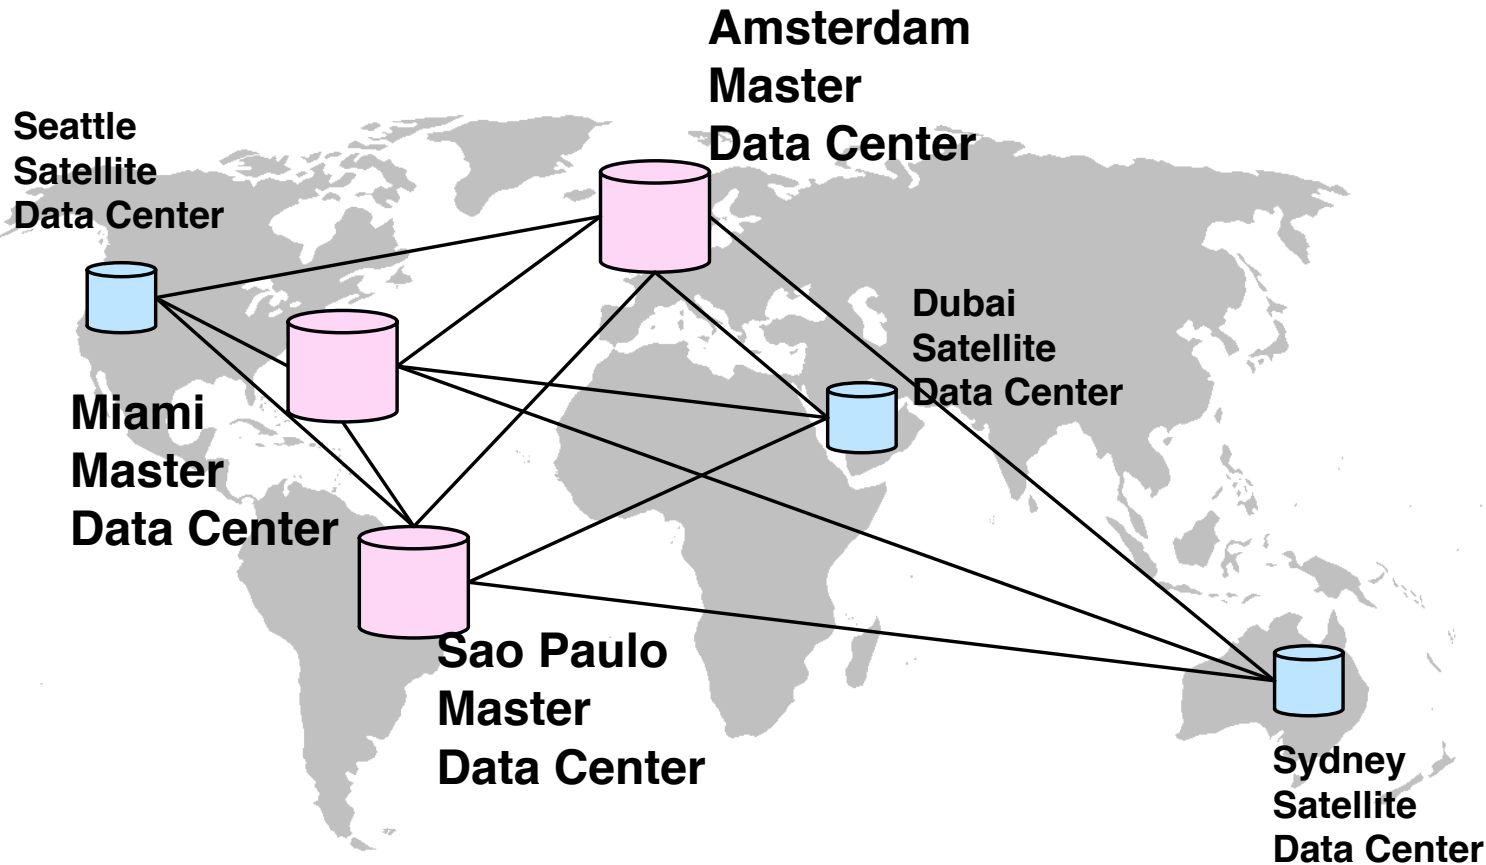 Amsterdam
Master
Data Center
Seattle
Satellite
Data Center
Dubai
Satellite
Data Center
Miami
Master
Data Center
Sao Paulo
Master
Data Center
Sydney
Satellite
Data Center